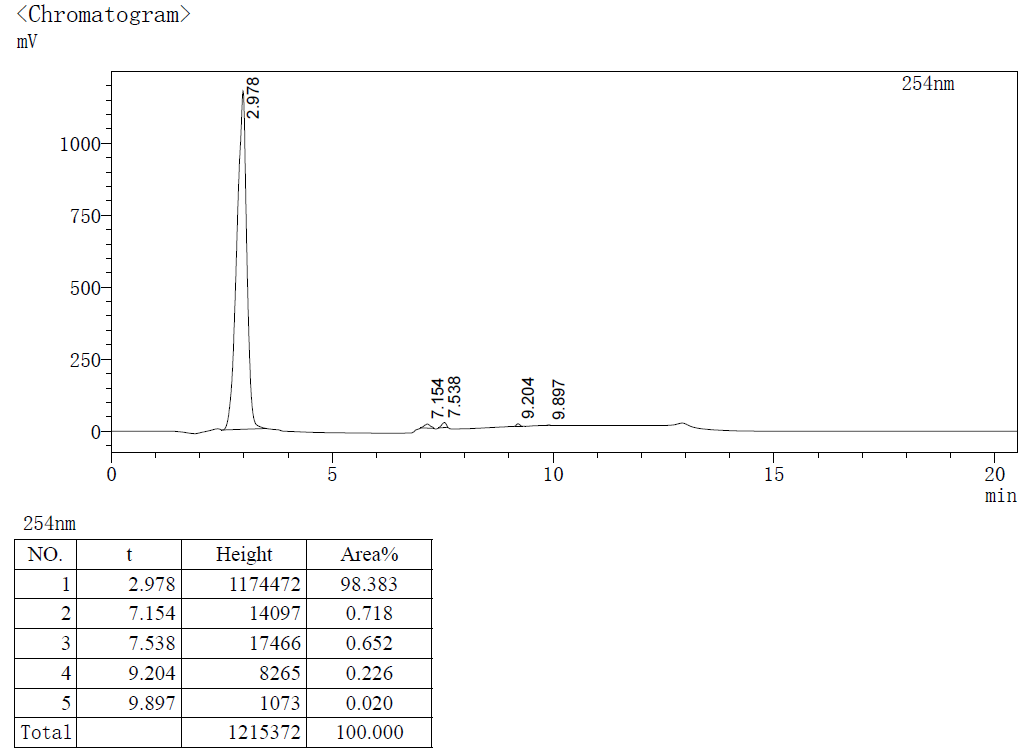 <Chromatogram>
mV
254nm
2.978
1000
750
500
250
7.154
7.538
9.204
9.897
0
0 5 10 15 20
min
254nm
NO. t Height Area%
1 2.978 1174472 98.383
2 7.154 14097 0.718
3 7.538 17466 0.652
4 9.204 8265 0.226
5 9.897 1073 0.020
Total 1215372 100.000